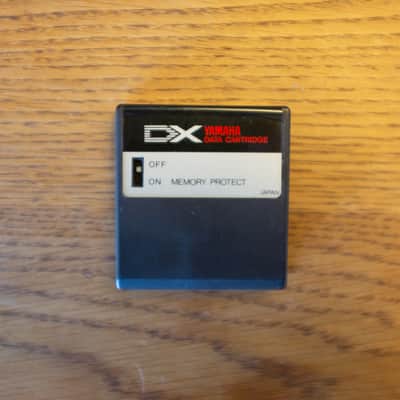 DX YAMAHA
DATA CARTRIDGE
OFF
ON MEMORY PROTECT
JAPAN